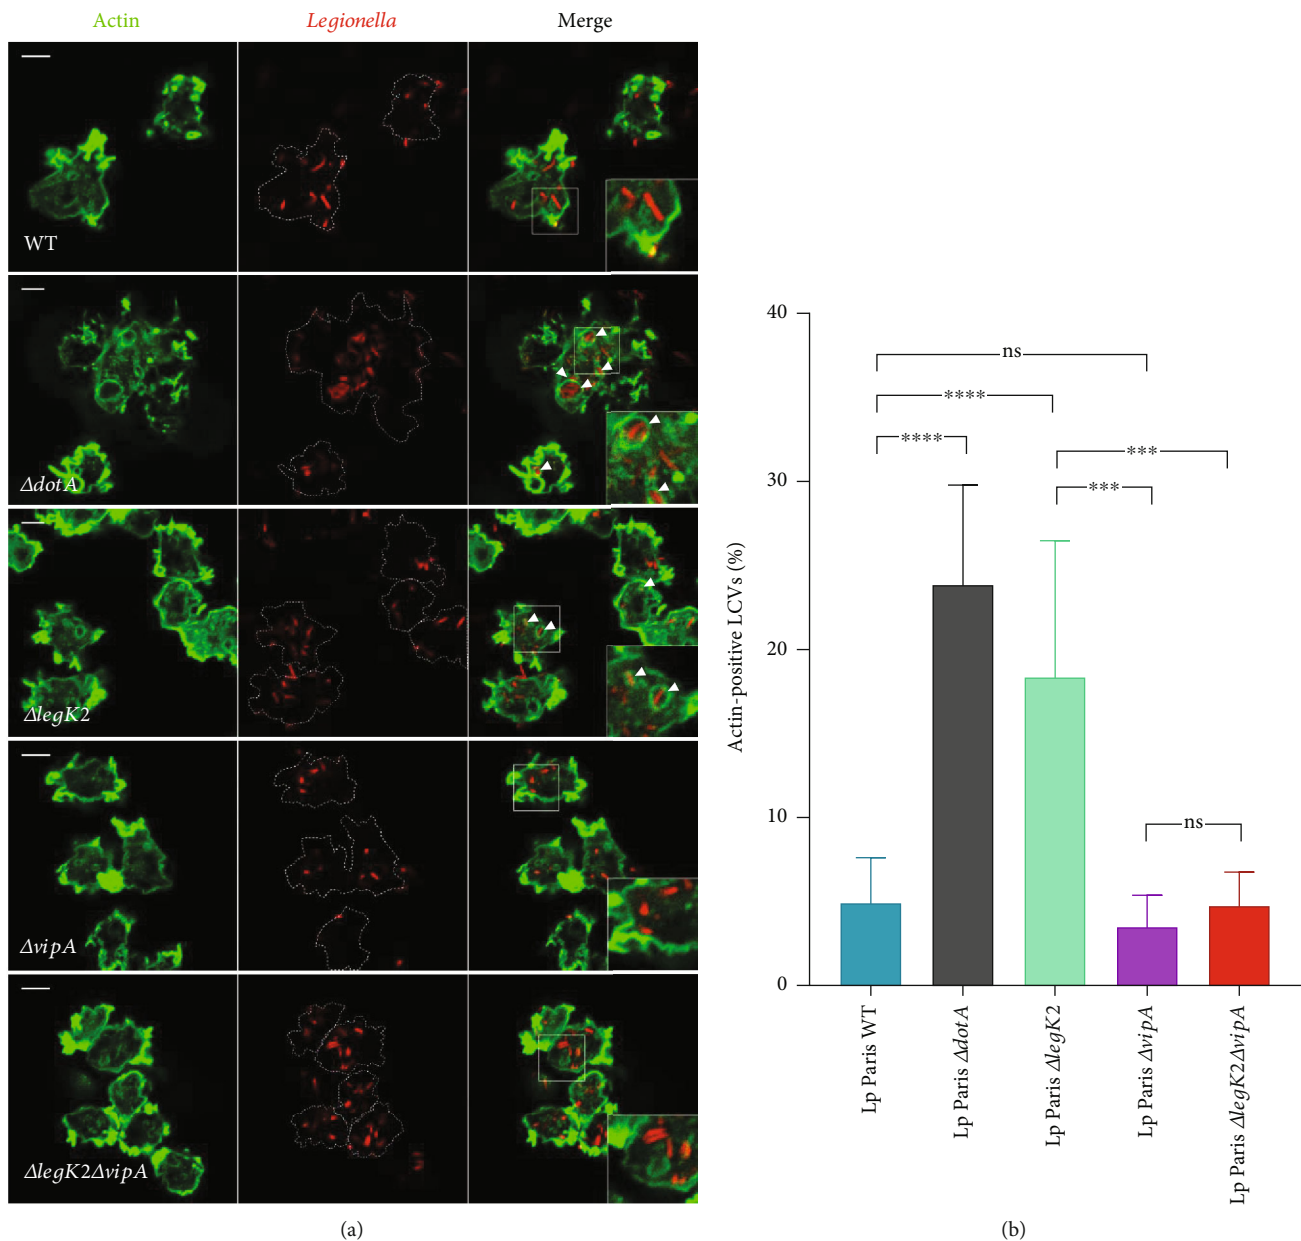 Actin Legionella Merge
WT
ΔdotA
ΔlegK2
ΔvipA
ΔlegK2ΔvipA
(a)
Actin-positive LCVs (%)
40
30
20
10
0
ns
****
****
***
***
ns
Lp Paris WT
Lp Paris ΔdotA
Lp Paris ΔlegK2
Lp Paris ΔvipA
Lp Paris ΔlegK2ΔvipA
(b)